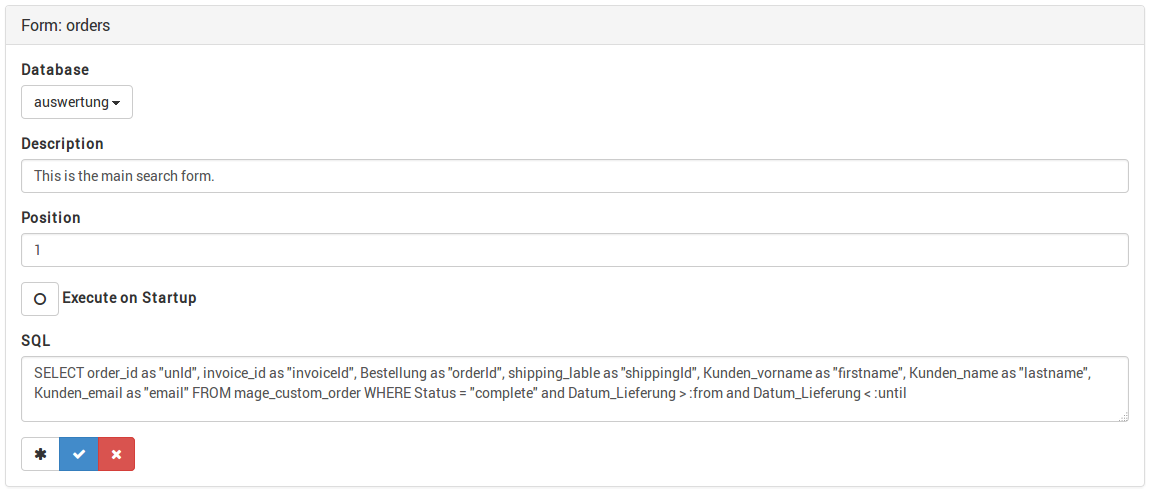 Form: orders
Database
auswertung
Description
This is the main search form.
Position
1
Execute on Startup
SQL
SELECT order_id as "unId", invoice_id as "invoiceId", Bestellung as "orderId", shipping_lable as "shippingId", Kunden_vorname as "firstname", Kunden_name as "lastname",
Kunden_email as "email" FROM mage_custom_order WHERE Status = "complete" and Datum_Lieferung > :from and Datum_Lieferung < :until